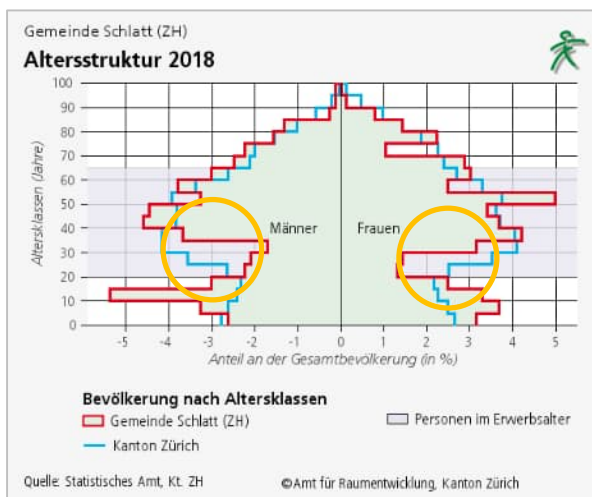 Gemeinde Schlatt (ZH)
Altersstruktur 2018
Altersklassen (Jahre)
100
90
80
70
60
50
40
30
20
10
0
Männer
Frauen
-5 -4 -3 -2 -1 0 1 2 3 4 5
Anteil an der Gesamtbevölkerung (in %)
Bevölkerung nach Altersklassen
Gemeinde Schlatt (ZH)
Personen im Erwerbsalter
Kanton Zürich
Quelle: Statistisches Amt, Kt. ZH
©Amt für Raumentwicklung, Kanton Zürich